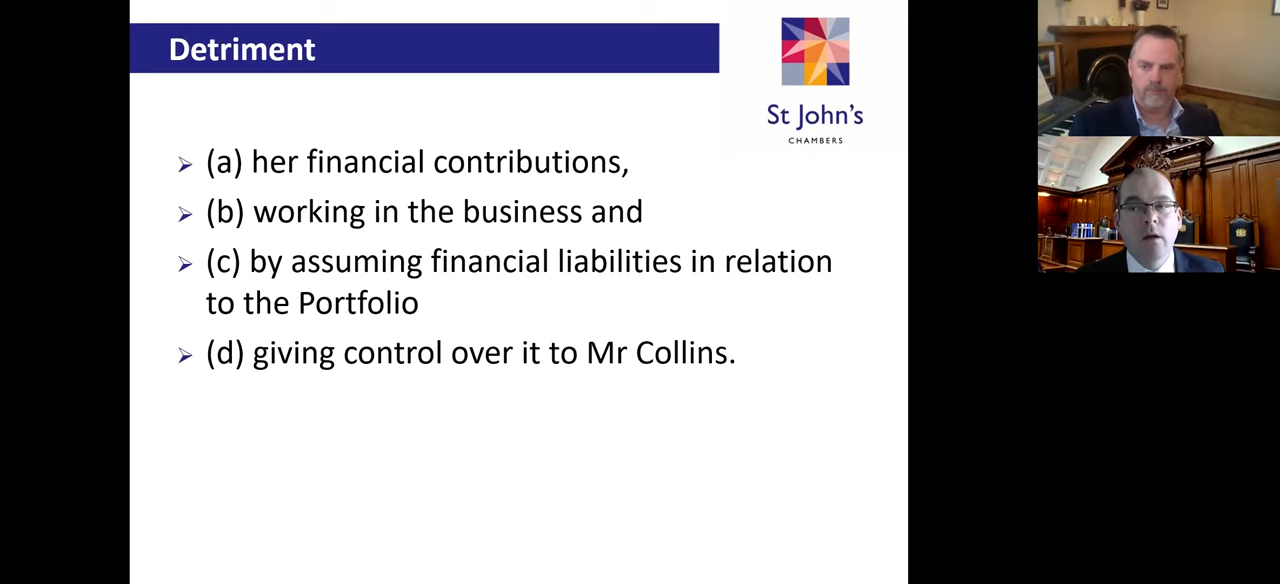 Detriment
St John's
CHAMBERS
(a) her financial contributions,
(b) working in the business and
(c) by assuming financial liabilities in relation
to the Portfolio
(d) giving control over it to Mr Collins.